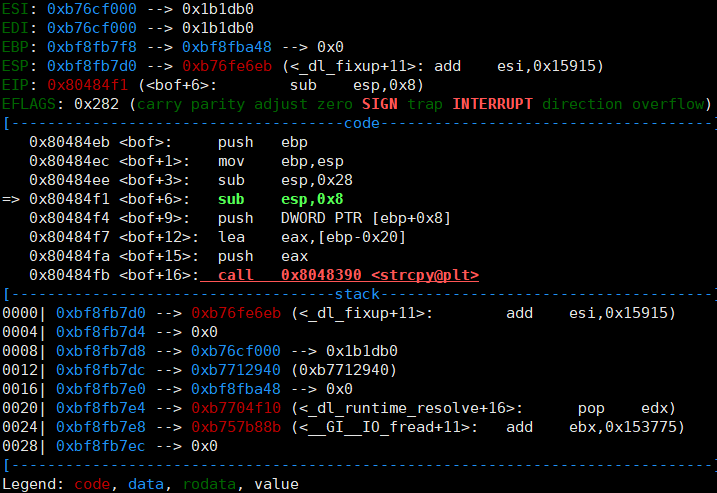 ESI: 0xb76cf000 --> 0x1b1db0
EDI: 0xb76cf000 --> 0x1b1db0
EBP: 0xbf8fb7f8 --> 0xbf8fba48 --> 0x0
ESP: 0xbf8fb7d0 --> 0xb76fe6eb (<_dl_fixup+11>: add    esi,0x15915)
EIP: 0x80484f1 (<bof+6>:        sub    esp,0x8)
EFLAGS: 0x282 (carry parity adjust zero SIGN trap INTERRUPT direction overflow)
[-------------------------------------code-------------------------------------]
   0x80484eb <bof>:     push   ebp
   0x80484ec <bof+1>:   mov    ebp,esp
   0x80484ee <bof+3>:   sub    esp,0x28
=> 0x80484f1 <bof+6>:   sub    esp,0x8
   0x80484f4 <bof+9>:   push   DWORD PTR [ebp+0x8]
   0x80484f7 <bof+12>:  lea    eax,[ebp-0x20]
   0x80484fa <bof+15>:  push   eax
   0x80484fb <bof+16>:  call   0x8048390 <strcpy@plt>
[------------------------------------stack-------------------------------------]
0000| 0xbf8fb7d0 --> 0xb76fe6eb (<_dl_fixup+11>:        add    esi,0x15915)
0004| 0xbf8fb7d4 --> 0x0
0008| 0xbf8fb7d8 --> 0xb76cf000 --> 0x1b1db0
0012| 0xbf8fb7dc --> 0xb7712940 (0xb7712940)
0016| 0xbf8fb7e0 --> 0xbf8fba48 --> 0x0
0020| 0xbf8fb7e4 --> 0xb7704f10 (<_dl_runtime_resolve+16>:      pop    edx)
0024| 0xbf8fb7e8 --> 0xb757b88b (<__GI__IO_fread+11>:   add    ebx,0x153775)
0028| 0xbf8fb7ec --> 0x0
[------------------------------------------------------------------------------]
Legend: code, data, rodata, value